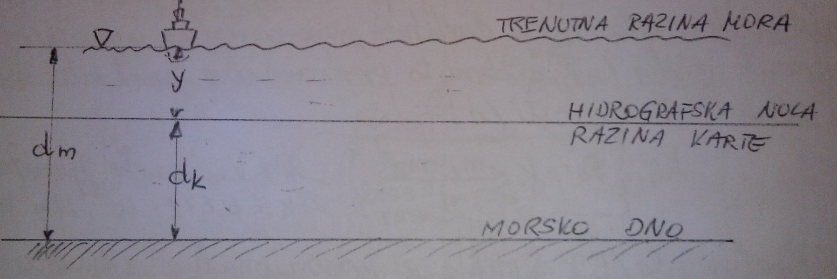 TRENUTNA RAZINA MORA
y
HIDROGRAFSKA NULA
RAZINA KARTE
dm
dk
MORSKO DNO